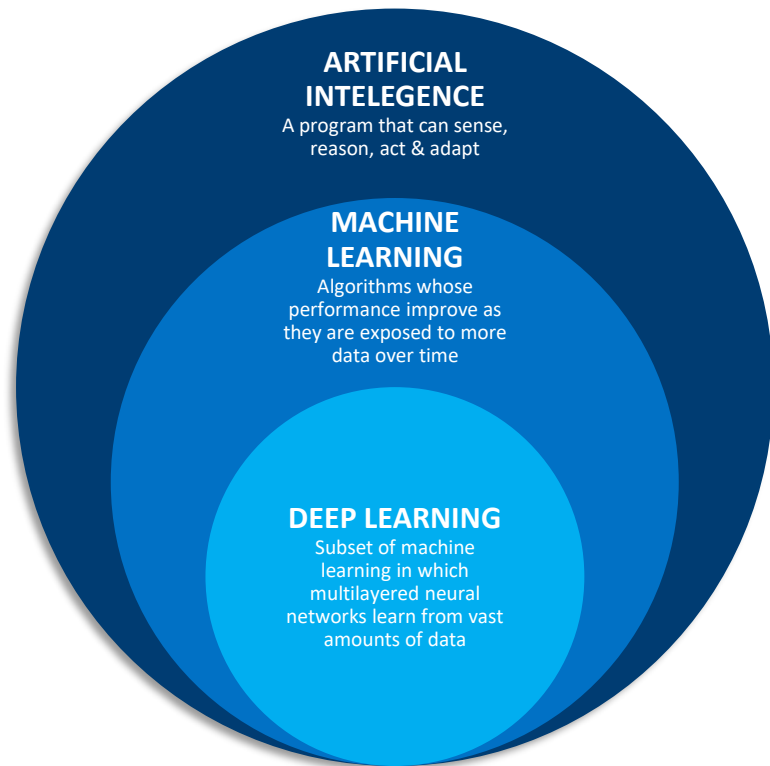 ARTIFICIAL
INTELEGENCE
A program that can sense,
reason, act & adapt
MACHINE
LEARNING
Algorithms whose
performance improve as
they are exposed to more
data over time
DEEP LEARNING
Subset of machine
learning in which
multilayered neural
networks learn from vast
amounts of data